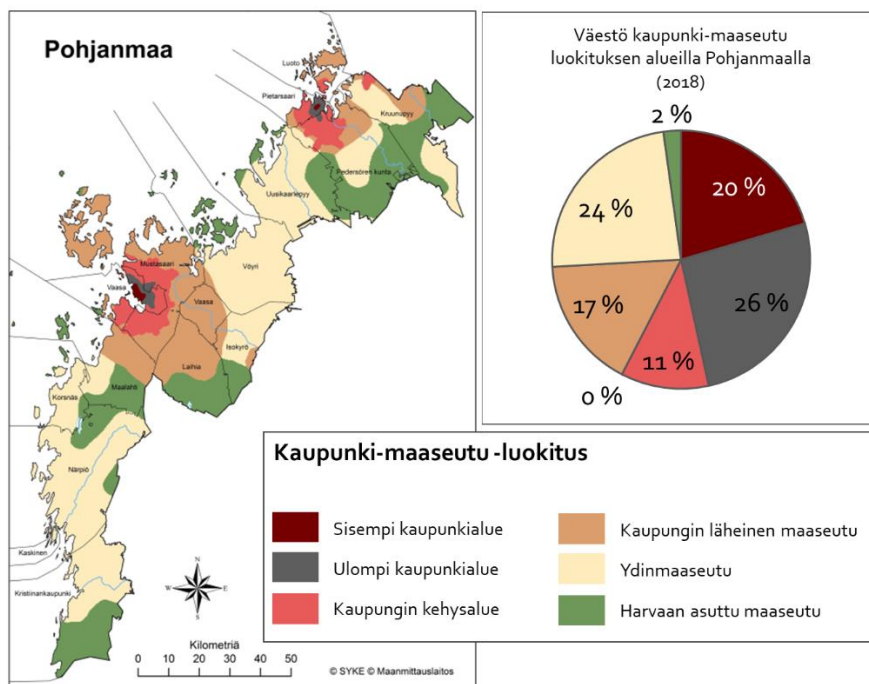 Pohjanmaa
Luoto
Pietarsaari
Kruunupyy
Pedersören kunta
Uusikaarlepyy
Vöyri
Mustasaari
Vaasa
Vaasa
Isokyrö
Laihia
Maalahti
Korsnäs
Närpiö
Kaskinen
Kristiinankaupunki
N
W
E
S
Kilometriä
0 10 20 30 40 50
© SYKE © Maanmittauslaitos
Väestö kaupunki-maaseutu
luokituksen alueilla Pohjanmaalla
(2018)
2 %
20 %
24 %
26 %
17 %
11 %
0 %
Kaupunki-maaseutu -luokitus
Sisempi kaupunkialue
Ulompi kaupunkialue
Kaupungin kehysalue
Kaupungin läheinen maaseutu
Ydinmaaseutu
Harvaan asuttu maaseutu